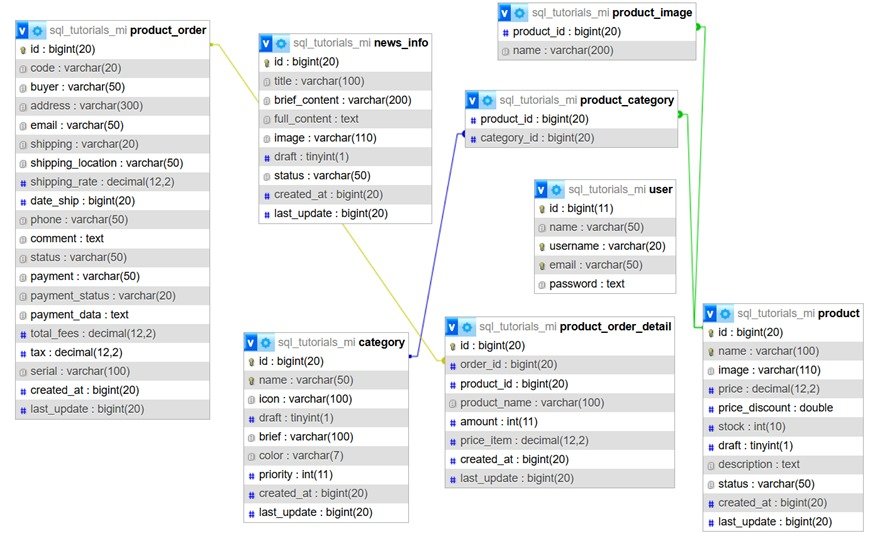 sql_tutorials_mi product_order
id : bigint(20)
code : varchar(20)
buyer : varchar(50)
address : varchar(300)
email : varchar(50)
shipping : varchar(20)
shipping_location : varchar(50)
shipping_rate : decimal(12,2)
date_ship : bigint(20)
phone : varchar(50)
comment : text
status : varchar(50)
payment : varchar(50)
payment_status : varchar(20)
payment_data : text
total_fees : decimal(12,2)
tax : decimal(12,2)
serial : varchar(100)
created_at : bigint(20)
last_update : bigint(20)
sql_tutorials_mi news_info
id : bigint(20)
title : varchar(100)
brief_content : varchar(200)
full_content : text
image : varchar(110)
draft : tinyint(1)
status : varchar(50)
created_at : bigint(20)
last_update : bigint(20)
sql_tutorials_mi product_image
product_id : bigint(20)
name : varchar(200)
sql_tutorials_mi product_category
product_id : bigint(20)
category_id : bigint(20)
sql_tutorials_mi user
id : bigint(11)
name : varchar(50)
username : varchar(20)
email : varchar(50)
password : text
sql_tutorials_mi category
id : bigint(20)
name : varchar(50)
icon : varchar(100)
draft : tinyint(1)
brief : varchar(100)
color : varchar(7)
priority : int(11)
created_at : bigint(20)
last_update : bigint(20)
sql_tutorials_mi product_order_detail
id : bigint(20)
order_id : bigint(20)
product_id : bigint(20)
product_name : varchar(100)
amount : int(11)
price_item : decimal(12,2)
created_at : bigint(20)
last_update : bigint(20)
sql_tutorials_mi product
id : bigint(20)
name : varchar(100)
image : varchar(110)
price : decimal(12,2)
price_discount : double
stock : int(10)
draft : tinyint(1)
description : text
status : varchar(50)
created_at : bigint(20)
last_update : bigint(20)